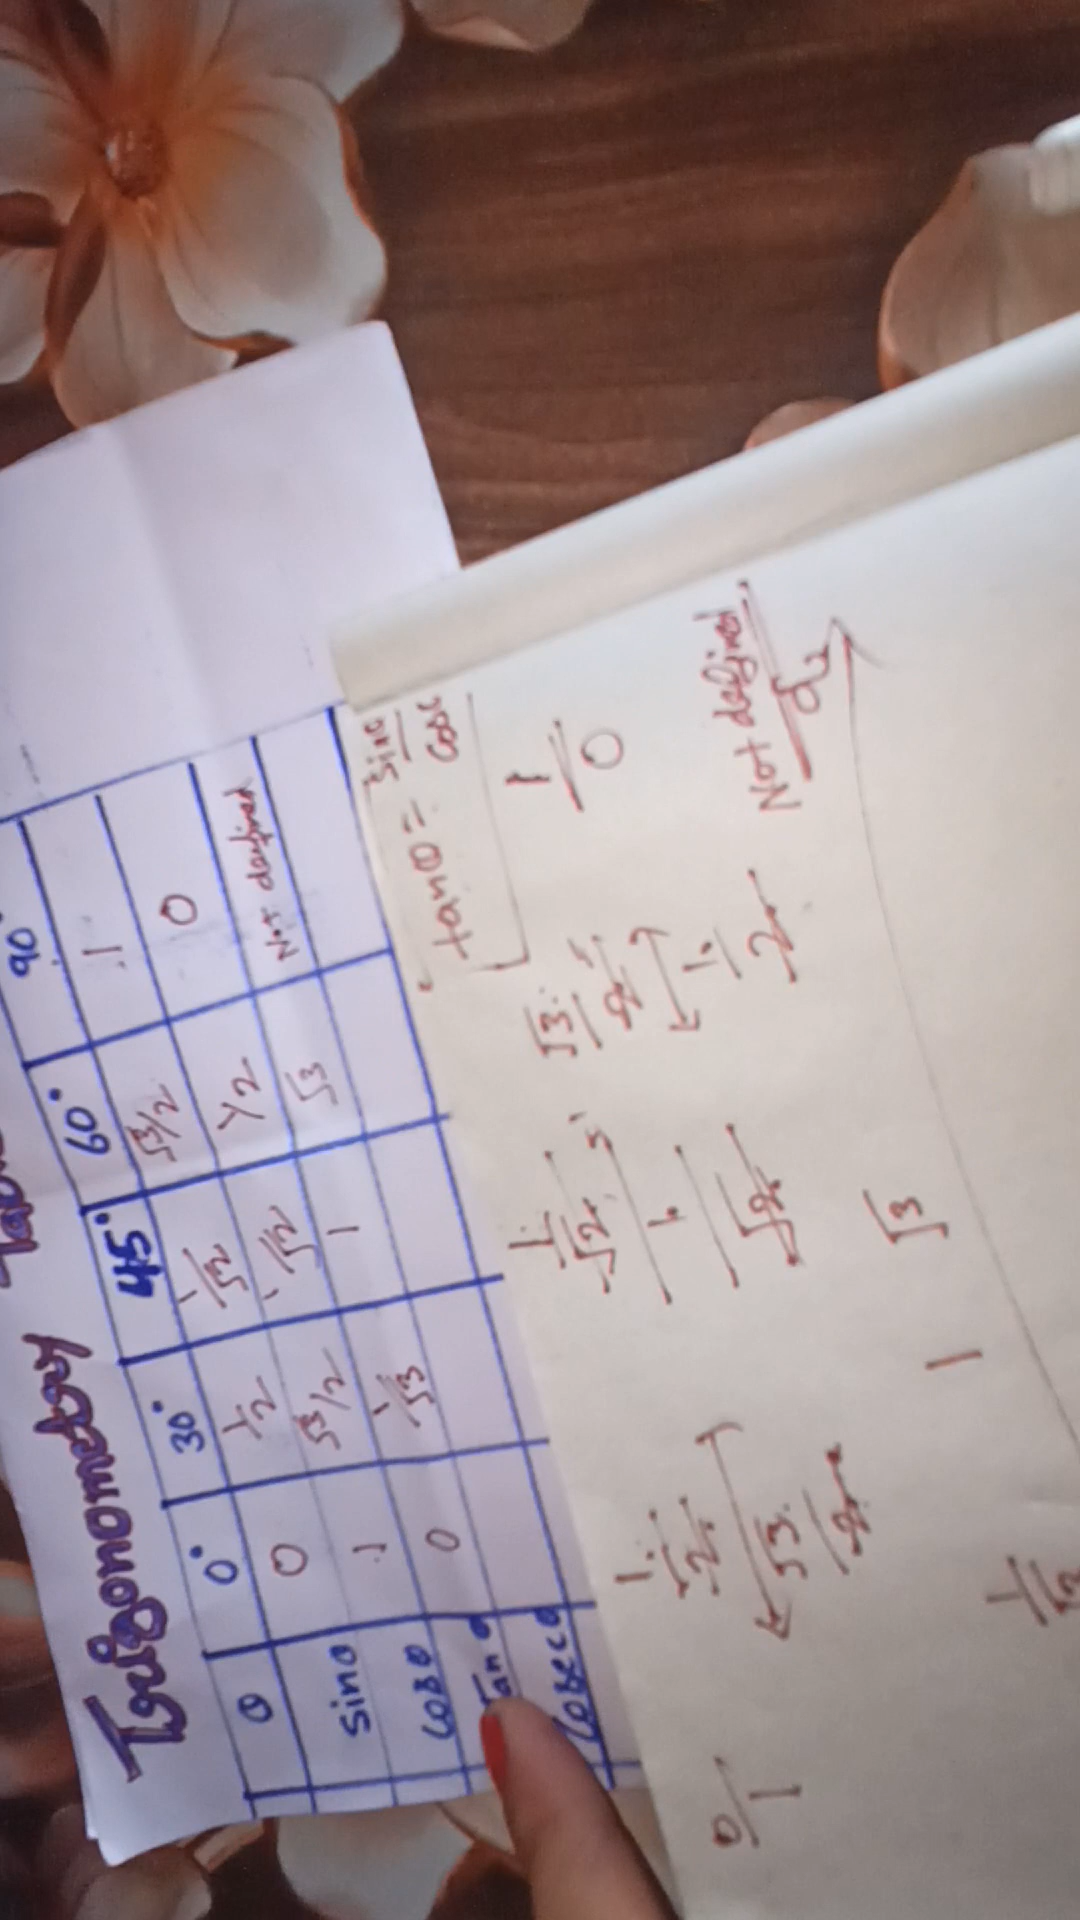 Trigonometry
θ 0° 30° 45° 60° 90°
sinθ 0 1/2 1/√2 √3/2 1
cosθ 1 √3/2 1/√2 1/2 0
Tanθ 0 1/√3 1 √3 Not defined
Cosecθ
tanθ = sinθ/cosθ
0/1 1/2 1/√2 √3/2 1/0
√3/2 1/√2 1/2 Not defined
1 √3